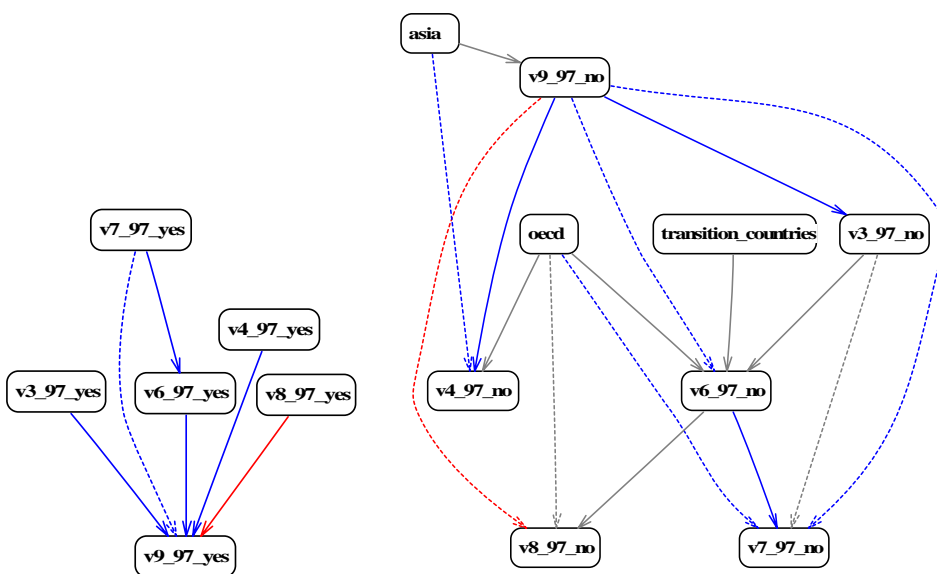 asia
v9_97_no
v7_97_yes
oecd
transition_countries
v3_97_no
v4_97_yes
v3_97_yes
v6_97_yes
v8_97_yes
v4_97_no
v6_97_no
v9_97_yes
v8_97_no
v7_97_no